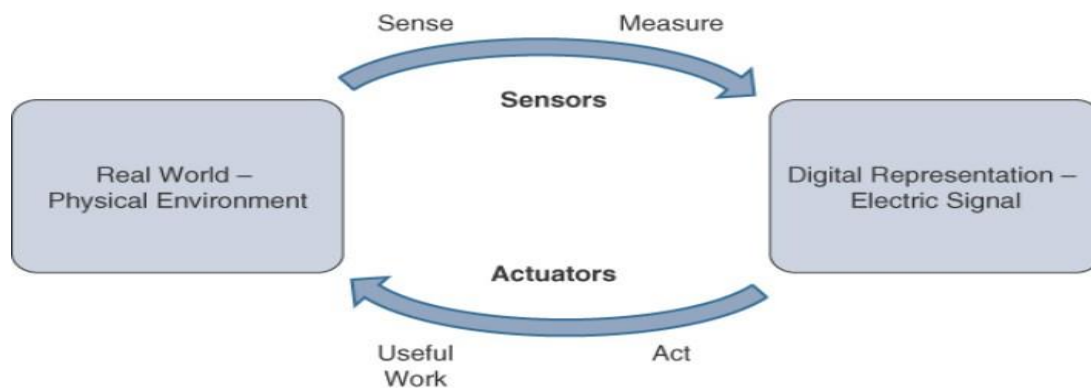 Sense Measure
Sensors
Real World –
Physical Environment
Digital Representation –
Electric Signal
Actuators
Useful
Work
Act